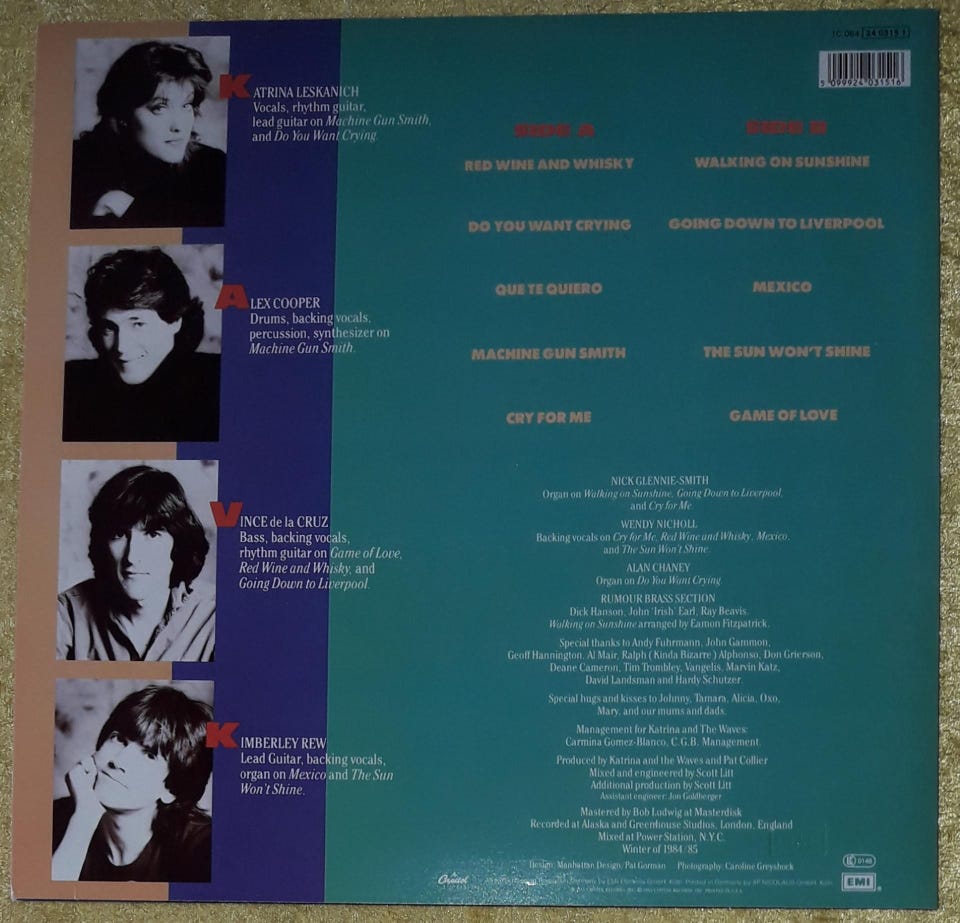 1C 064 24 0315 1
5 099924 031516
KATRINA LESKANICH
Vocals, rhythm guitar,
lead guitar on Machine Gun Smith,
and Do You Want Crying.
ALEX COOPER
Drums, backing vocals,
percussion, synthesizer on
Machine Gun Smith.
VINCE de la CRUZ
Bass, backing vocals,
rhythm guitar on Game of Love,
Red Wine and Whisky, and
Going Down to Liverpool.
KIMBERLEY REW
Lead Guitar, backing vocals,
organ on Mexico and The Sun
Won't Shine.
SIDE A
RED WINE AND WHISKY
DO YOU WANT CRYING
QUE TE QUIERO
MACHINE GUN SMITH
CRY FOR ME
SIDE B
WALKING ON SUNSHINE
GOING DOWN TO LIVERPOOL
MEXICO
THE SUN WON'T SHINE
GAME OF LOVE
NICK GLENNIE-SMITH
Organ on Walking on Sunshine, Going Down to Liverpool,
and Cry for Me.
WENDY NICHOLL
Backing vocals on Cry for Me, Red Wine and Whisky, Mexico,
and The Sun Won't Shine.
ALAN CHANEY
Organ on Do You Want Crying.
RUMOUR BRASS SECTION
Dick Hanson, John 'Irish' Earl, Ray Beavis.
Walking on Sunshine arranged by Eamon Fitzpatrick.
Special thanks to Andy Fuhrmann, John Gammon,
Geoff Hannington, Al Mair, Ralph (Kinda Bizarre) Alphonso, Don Grierson,
Deane Cameron, Tim Trombley, Vangelis, Marvin Katz,
David Landsman and Hardy Schutzer.
Special hugs and kisses to Johnny, Tamara, Alicia, Oxo,
Mary, and our mums and dads.
Management for Katrina and The Waves:
Carmina Gomez-Blanco, C.G.B. Management.
Produced by Katrina and the Waves and Pat Collier
Mixed and engineered by Scott Litt
Additional production by Scott Litt
Assistant engineer: Jon Goldberger
Mastered by Bob Ludwig at Masterdisk
Recorded at Alaska and Greenhouse Studios, London, England
Mixed at Power Station, N.Y.C.
Winter of 1984/85
Design: Manhattan Design, Pat Gorman Photography: Caroline Greyshock
Capitol
EMI